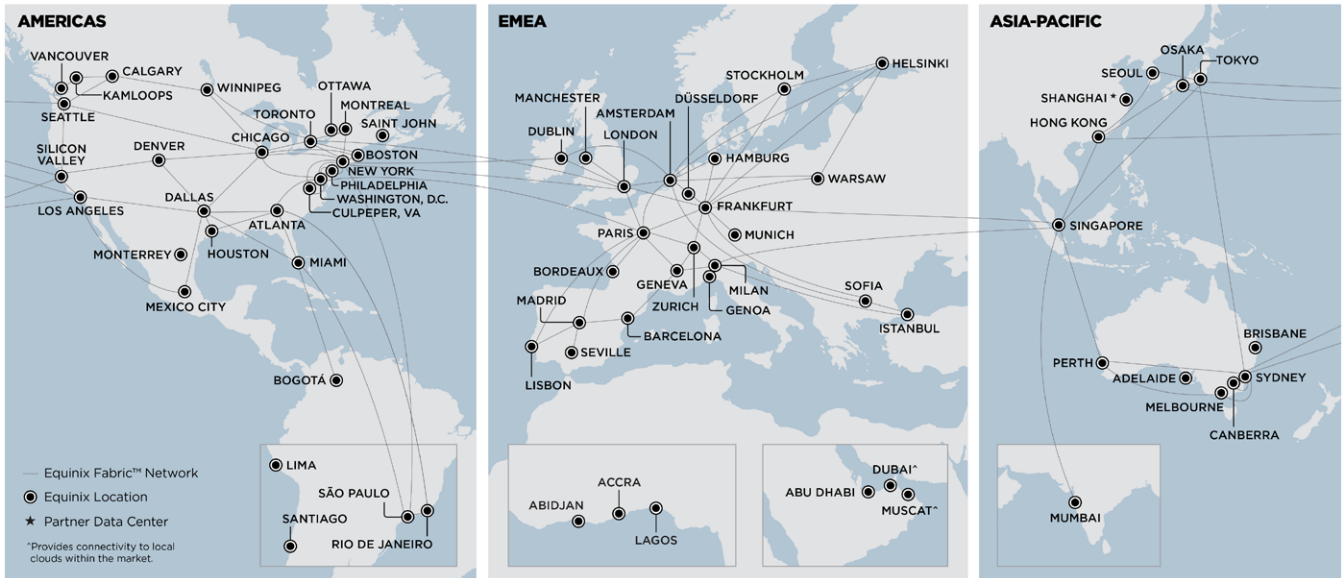 AMERICAS
VANCOUVER
CALGARY
KAMLOOPS
SEATTLE
WINNIPEG
OTTAWA
MONTREAL
TORONTO
SAINT JOHN
CHICAGO
BOSTON
SILICON
VALLEY
DENVER
NEW YORK
PHILADELPHIA
WASHINGTON, D.C.
CULPEPER, VA
LOS ANGELES
DALLAS
ATLANTA
MONTERREY
HOUSTON
MIAMI
MEXICO CITY
BOGOTÁ
LIMA
SÃO PAULO
SANTIAGO
RIO DE JANEIRO
Equinix Fabric™ Network
Equinix Location
★ Partner Data Center
^Provides connectivity to local
clouds within the market.
EMEA
HELSINKI
STOCKHOLM
MANCHESTER
DÜSSELDORF
AMSTERDAM
DUBLIN
LONDON
HAMBURG
WARSAW
FRANKFURT
PARIS
MUNICH
BORDEAUX
GENEVA
MILAN
SOFIA
MADRID
ZURICH
GENOA
ISTANBUL
BARCELONA
SEVILLE
LISBON
ACCRA
ABIDJAN
LAGOS
DUBAI^
ABU DHABI
MUSCAT^
ASIA-PACIFIC
OSAKA
TOKYO
SEOUL
SHANGHAI★
HONG KONG
SINGAPORE
BRISBANE
PERTH
ADELAIDE
SYDNEY
MELBOURNE
CANBERRA
MUMBAI